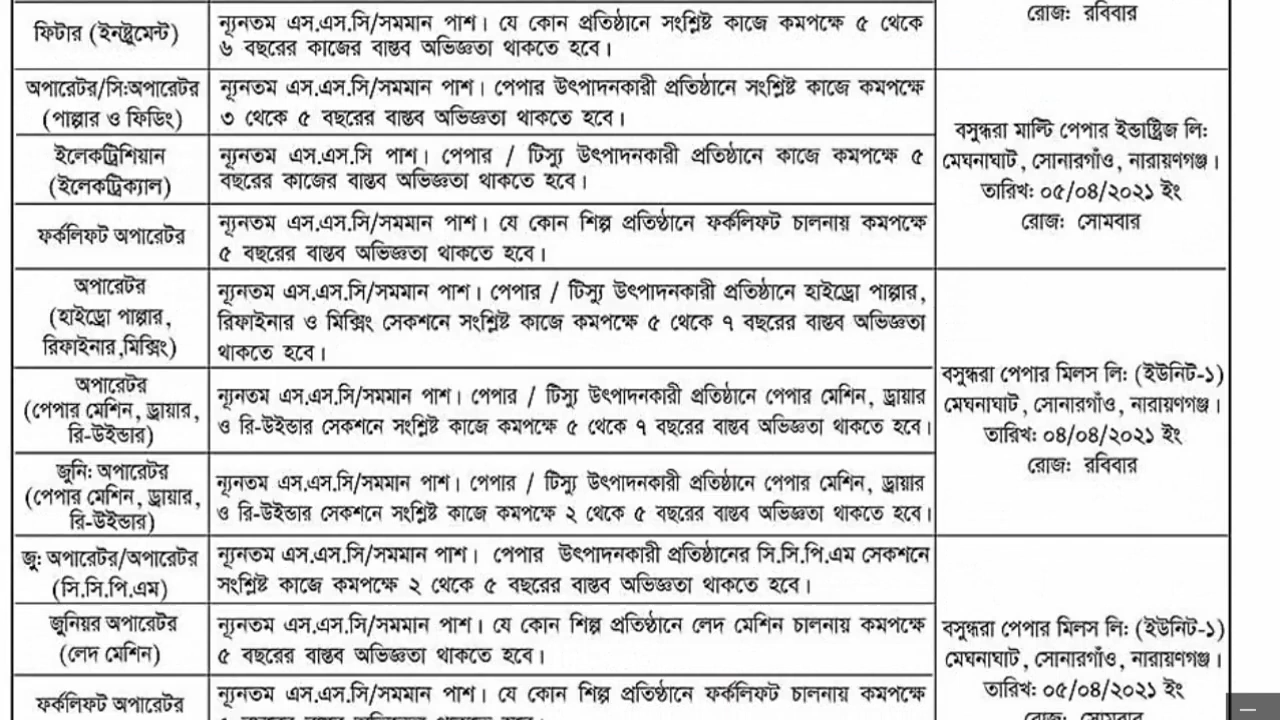 রোজ: রবিবার
ফিটার (ইনষ্ট্রুমেন্ট)
ন্যূনতম এস.এস.সি/সমমান পাশ। যে কোন প্রতিষ্ঠানে সংশ্লিষ্ট কাজে কমপক্ষে ৫ থেকে
৬ বছরের কাজের বাস্তব অভিজ্ঞতা থাকতে হবে।
অপারেটর/সি:অপারেটর
(পাল্পার ও ফিডিং)
ন্যূনতম এস.এস.সি/সমমান পাশ। পেপার উৎপাদনকারী প্রতিষ্ঠানে সংশ্লিষ্ট কাজে কমপক্ষে
৩ থেকে ৫ বছরের বাস্তব অভিজ্ঞতা থাকতে হবে।
ইলেকট্রিশিয়ান
(ইলেকট্রিক্যাল)
ন্যূনতম এস.এস.সি পাশ। পেপার / টিস্যু উৎপাদনকারী প্রতিষ্ঠানে কাজে কমপক্ষে ৫
বছরের কাজের বাস্তব অভিজ্ঞতা থাকতে হবে।
ফর্কলিফট অপারেটর
ন্যূনতম এস.এস.সি/সমমান পাশ। যে কোন শিল্প প্রতিষ্ঠানে ফর্কলিফট চালনায় কমপক্ষে
৫ বছরের বাস্তব অভিজ্ঞতা থাকতে হবে।
বসুন্ধরা মাল্টি পেপার ইন্ডাষ্ট্রিজ লি:
মেঘনাঘাট, সোনারগাঁও, নারায়ণগঞ্জ।
তারিখ: ০৫/০৪/২০২১ ইং
রোজ: সোমবার
অপারেটর
(হাইড্রো পাল্পার,
রিফাইনার,মিক্সিং)
ন্যূনতম এস.এস.সি/সমমান পাশ। পেপার / টিস্যু উৎপাদনকারী প্রতিষ্ঠানে হাইড্রো পাল্পার,
রিফাইনার ও মিক্সিং সেকশনে সংশ্লিষ্ট কাজে কমপক্ষে ৫ থেকে ৭ বছরের বাস্তব অভিজ্ঞতা
থাকতে হবে।
অপারেটর
(পেপার মেশিন, ড্রায়ার,
রি-উইন্ডার)
ন্যূনতম এস.এস.সি/সমমান পাশ। পেপার / টিস্যু উৎপাদনকারী প্রতিষ্ঠানে পেপার মেশিন, ড্রায়ার
ও রি-উইন্ডার সেকশনে সংশ্লিষ্ট কাজে কমপক্ষে ৫ থেকে ৭ বছরের বাস্তব অভিজ্ঞতা থাকতে হবে।
জুনি: অপারেটর
(পেপার মেশিন, ড্রায়ার,
রি-উইন্ডার)
ন্যূনতম এস.এস.সি/সমমান পাশ। পেপার / টিস্যু উৎপাদনকারী প্রতিষ্ঠানে পেপার মেশিন, ড্রায়ার
ও রি-উইন্ডার সেকশনে সংশ্লিষ্ট কাজে কমপক্ষে ২ থেকে ৫ বছরের বাস্তব অভিজ্ঞতা থাকতে হবে।
বসুন্ধরা পেপার মিলস লি: (ইউনিট-১)
মেঘনাঘাট, সোনারগাঁও, নারায়ণগঞ্জ।
তারিখ: ০৪/০৪/২০২১ ইং
রোজ: রবিবার
জু: অপারেটর/অপারেটর
(সি.সি.পি.এম)
ন্যূনতম এস.এস.সি/সমমান পাশ। পেপার উৎপাদনকারী প্রতিষ্ঠানের সি.সি.পি.এম সেকশনে
সংশ্লিষ্ট কাজে কমপক্ষে ২ থেকে ৫ বছরের বাস্তব অভিজ্ঞতা থাকতে হবে।
জুনিয়র অপারেটর
(লেদ মেশিন)
ন্যূনতম এস.এস.সি/সমমান পাশ। যে কোন শিল্প প্রতিষ্ঠানে লেদ মেশিন চালনায় কমপক্ষে
৫ বছরের বাস্তব অভিজ্ঞতা থাকতে হবে।
ফর্কলিফট অপারেটর
ন্যূনতম এস.এস.সি/সমমান পাশ। যে কোন শিল্প প্রতিষ্ঠানে ফর্কলিফট চালনায় কমপক্ষে
বসুন্ধরা পেপার মিলস লি: (ইউনিট-১)
মেঘনাঘাট, সোনারগাঁও, নারায়ণগঞ্জ।
তারিখ: ০৫/০৪/২০২১ ইং
রোজ: সোমবার